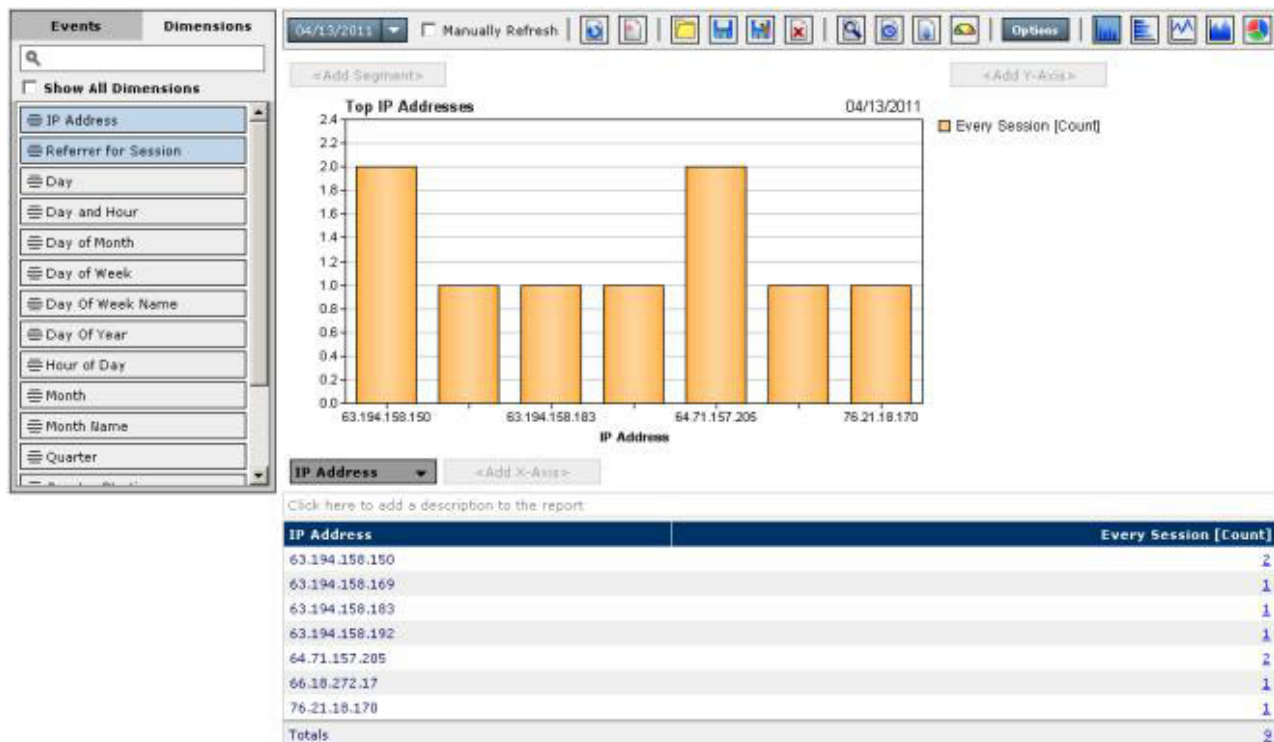 Events Dimensions
Show All Dimensions
IP Address
Referrer for Session
Day
Day and Hour
Day of Month
Day of Week
Day Of Week Name
Day Of Year
Hour of Day
Month
Month Name
Quarter
04/13/2011 Manually Refresh Options
<Add Segment> <Add Y-Axis>
Top IP Addresses 04/13/2011
Every Session [Count]
2.4
2.2
2.0
1.8
1.6
1.4
1.2
1.0
0.8
0.6
0.4
0.2
0.0
63.194.158.150 63.194.158.183 64.71.157.205 76.21.18.170
IP Address
IP Address <Add X-Axis>
Click here to add a description to the report
IP Address Every Session [Count]
63.194.158.150 2
63.194.158.169 1
63.194.158.183 1
63.194.158.192 1
64.71.157.205 2
66.18.272.17 1
76.21.18.170 1
Totals 9